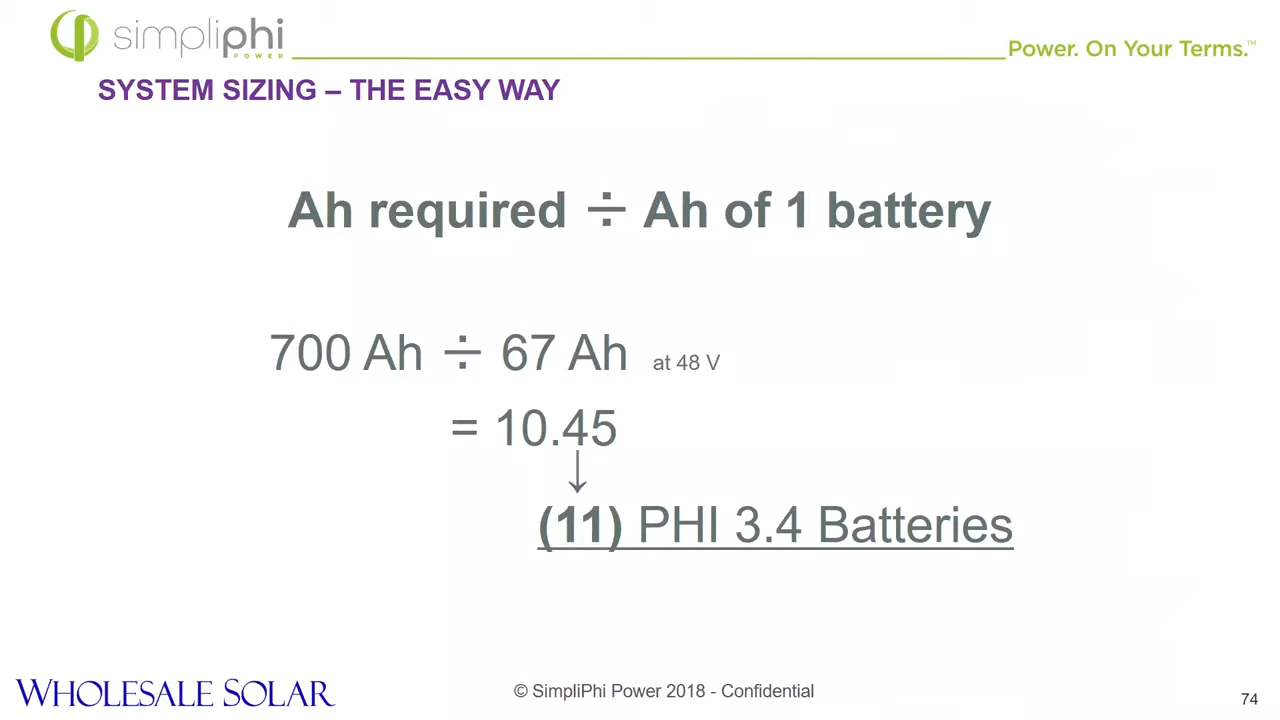 simpliphi
POWER
Power. On Your Terms.™
SYSTEM SIZING – THE EASY WAY
Ah required ÷ Ah of 1 battery
700 Ah ÷ 67 Ah at 48 V
= 10.45
↓
(11) PHI 3.4 Batteries
WHOLESALE SOLAR
© SimpliPhi Power 2018 - Confidential
74